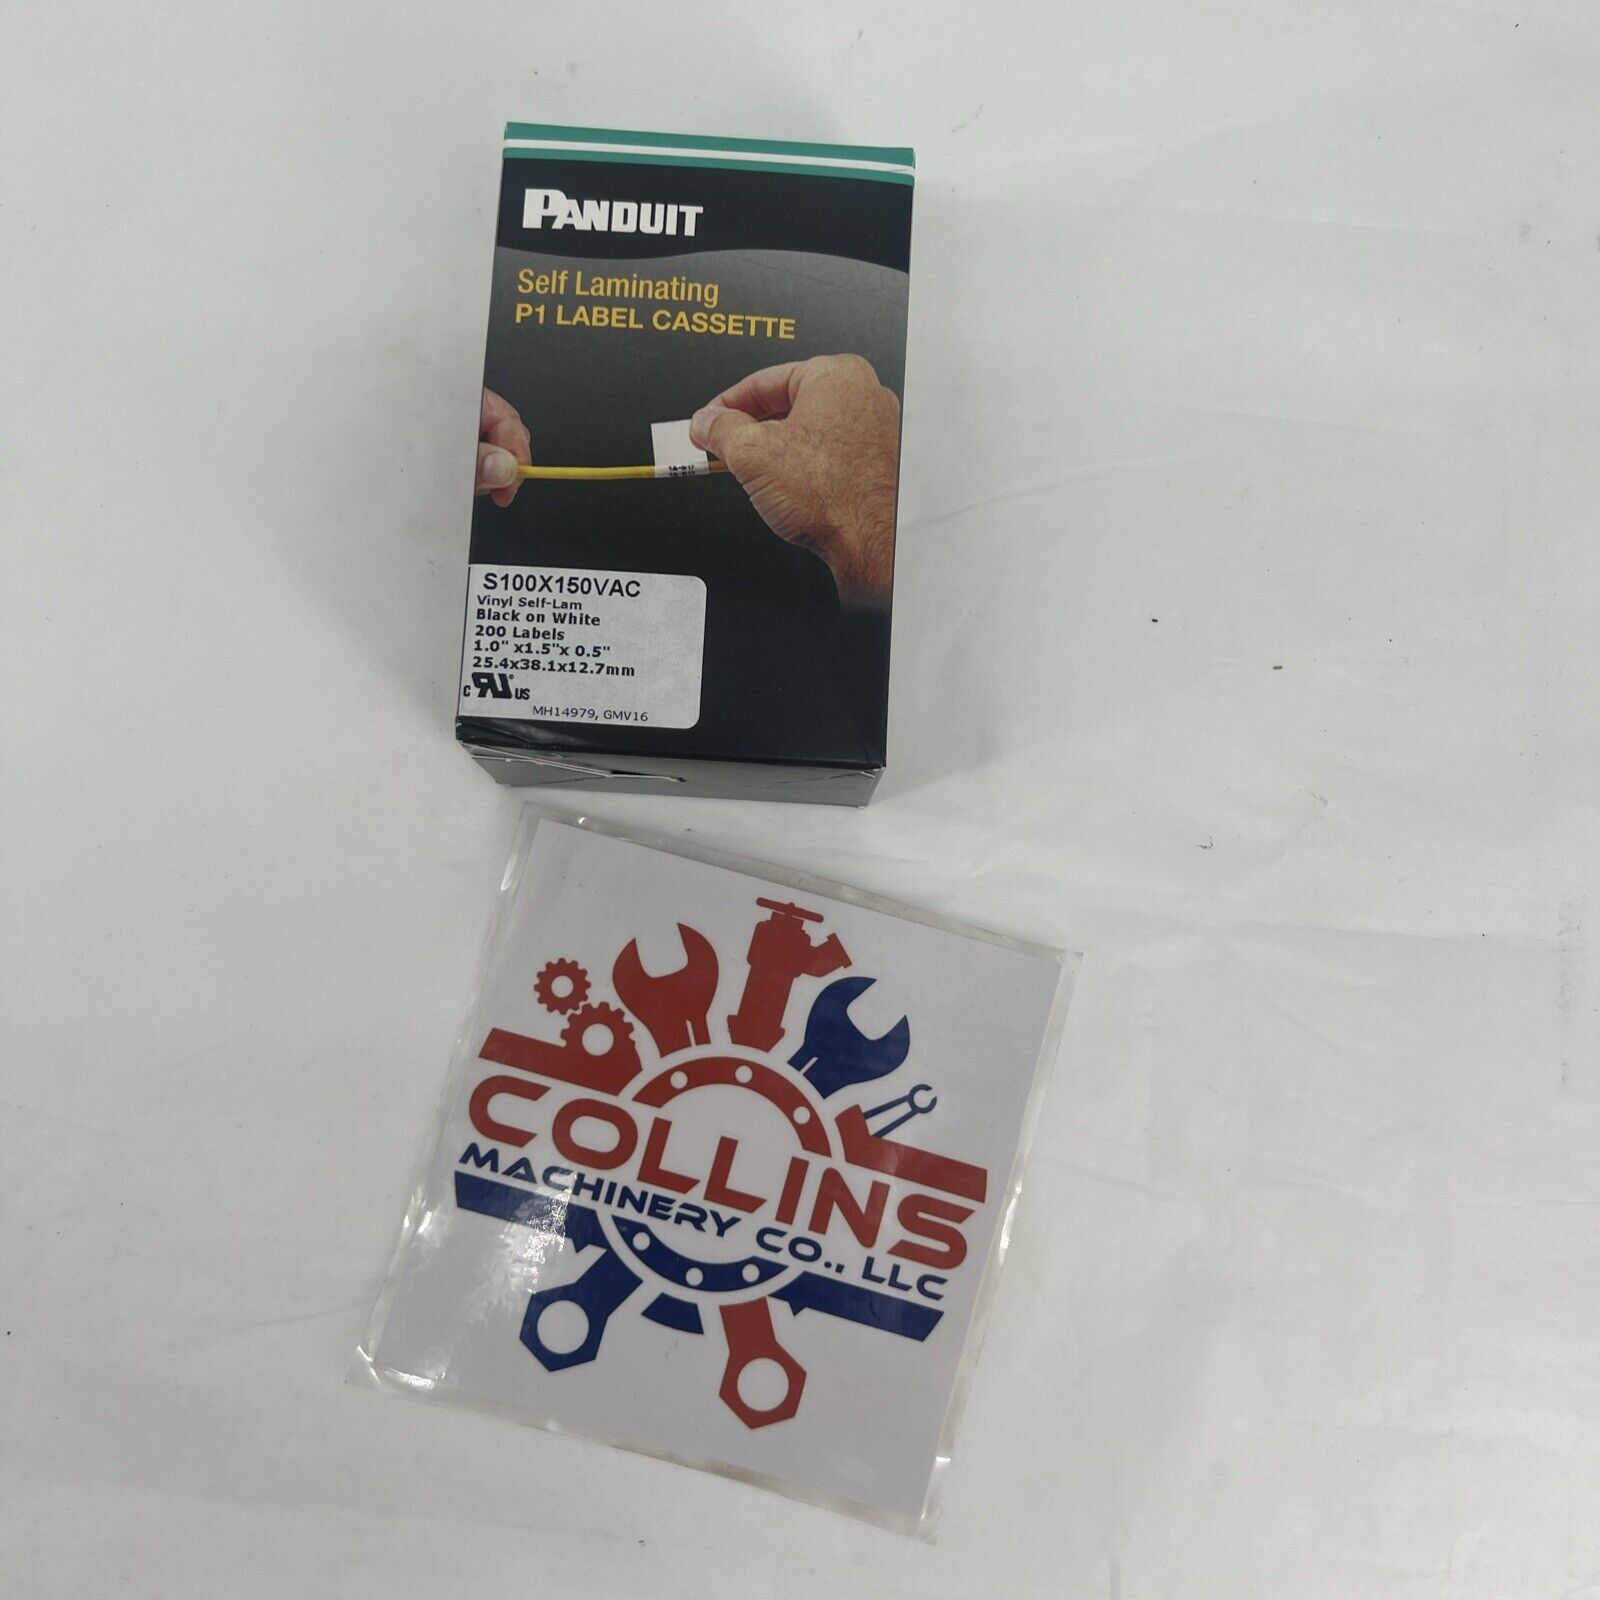 PANDUIT
Self Laminating
P1 LABEL CASSETTE
S100X150VAC
Vinyl Self-Lam
Black on White
200 Labels
1.0" x1.5"x 0.5"
25.4x38.1x12.7mm
c RU® US
MH14979, GMV16
COLLINS
MACHINERY CO., LLC